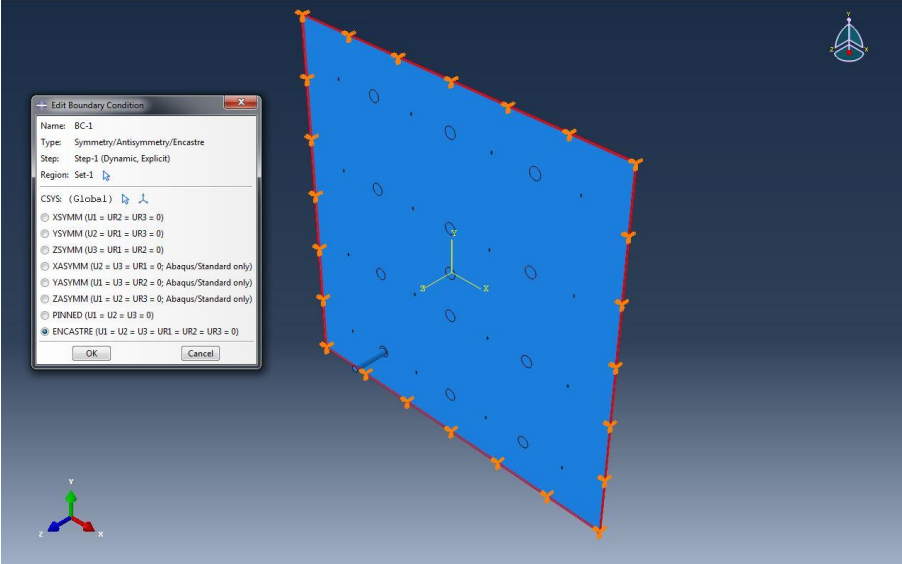 Edit Boundary Condition
Name: BC-1
Type: Symmetry/Antisymmetry/Encastre
Step: Step-1 (Dynamic, Explicit)
Region: Set-1
CSYS: (Global)
XSYMM (U1 = UR2 = UR3 = 0)
YSYMM (U2 = UR1 = UR3 = 0)
ZSYMM (U3 = UR1 = UR2 = 0)
XASYMM (U2 = U3 = UR1 = 0; Abaqus/Standard only)
YASYMM (U1 = U3 = UR2 = 0; Abaqus/Standard only)
ZASYMM (U1 = U2 = UR3 = 0; Abaqus/Standard only)
PINNED (U1 = U2 = U3 = 0)
ENCASTRE (U1 = U2 = U3 = UR1 = UR2 = UR3 = 0)
OK Cancel
Y
Z X
Y
Z X
Y
Z X